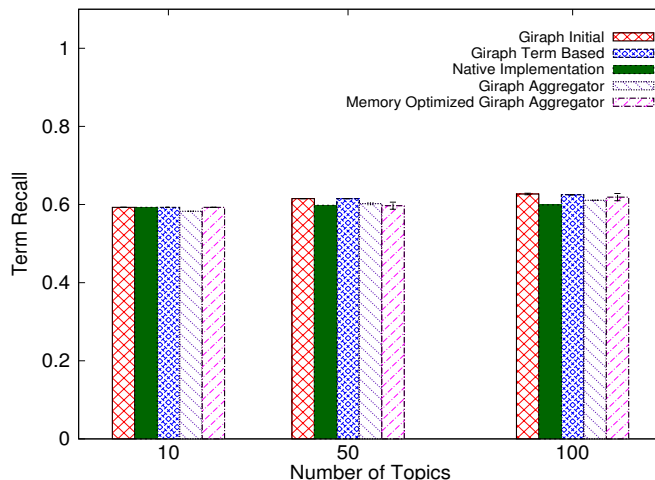 Giraph Initial
Giraph Term Based
Native Implementation
Giraph Aggregator
Memory Optimized Giraph Aggregator
Term Recall
1
0.8
0.6
0.4
0.2
0
10 50 100
Number of Topics